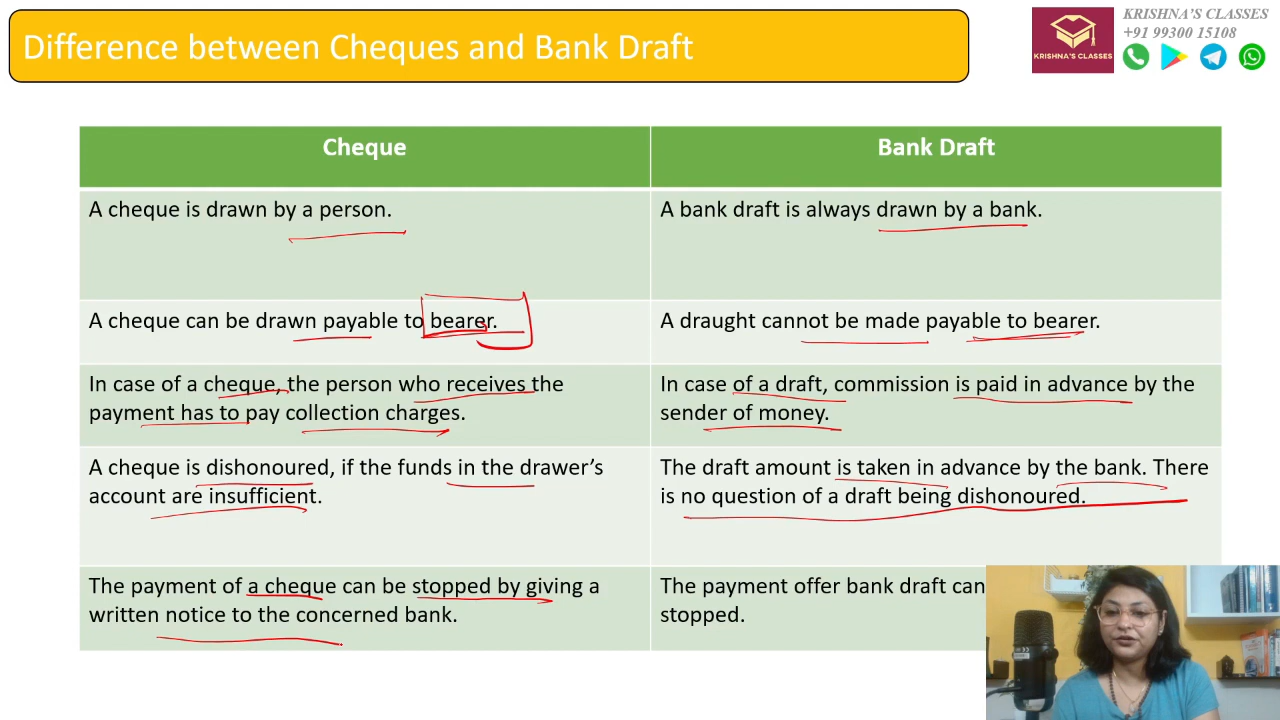 Difference between Cheques and Bank Draft
KRISHNA'S CLASSES
+91 99300 15108
KRISHNA'S CLASSES
Cheque
Bank Draft
A cheque is drawn by a person.
A bank draft is always drawn by a bank.
A cheque can be drawn payable to bearer.
A draught cannot be made payable to bearer.
In case of a cheque, the person who receives the
payment has to pay collection charges.
In case of a draft, commission is paid in advance by the
sender of money.
A cheque is dishonoured, if the funds in the drawer's
account are insufficient.
The draft amount is taken in advance by the bank. There
is no question of a draft being dishonoured.
The payment of a cheque can be stopped by giving a
written notice to the concerned bank.
The payment offer bank draft can
stopped.